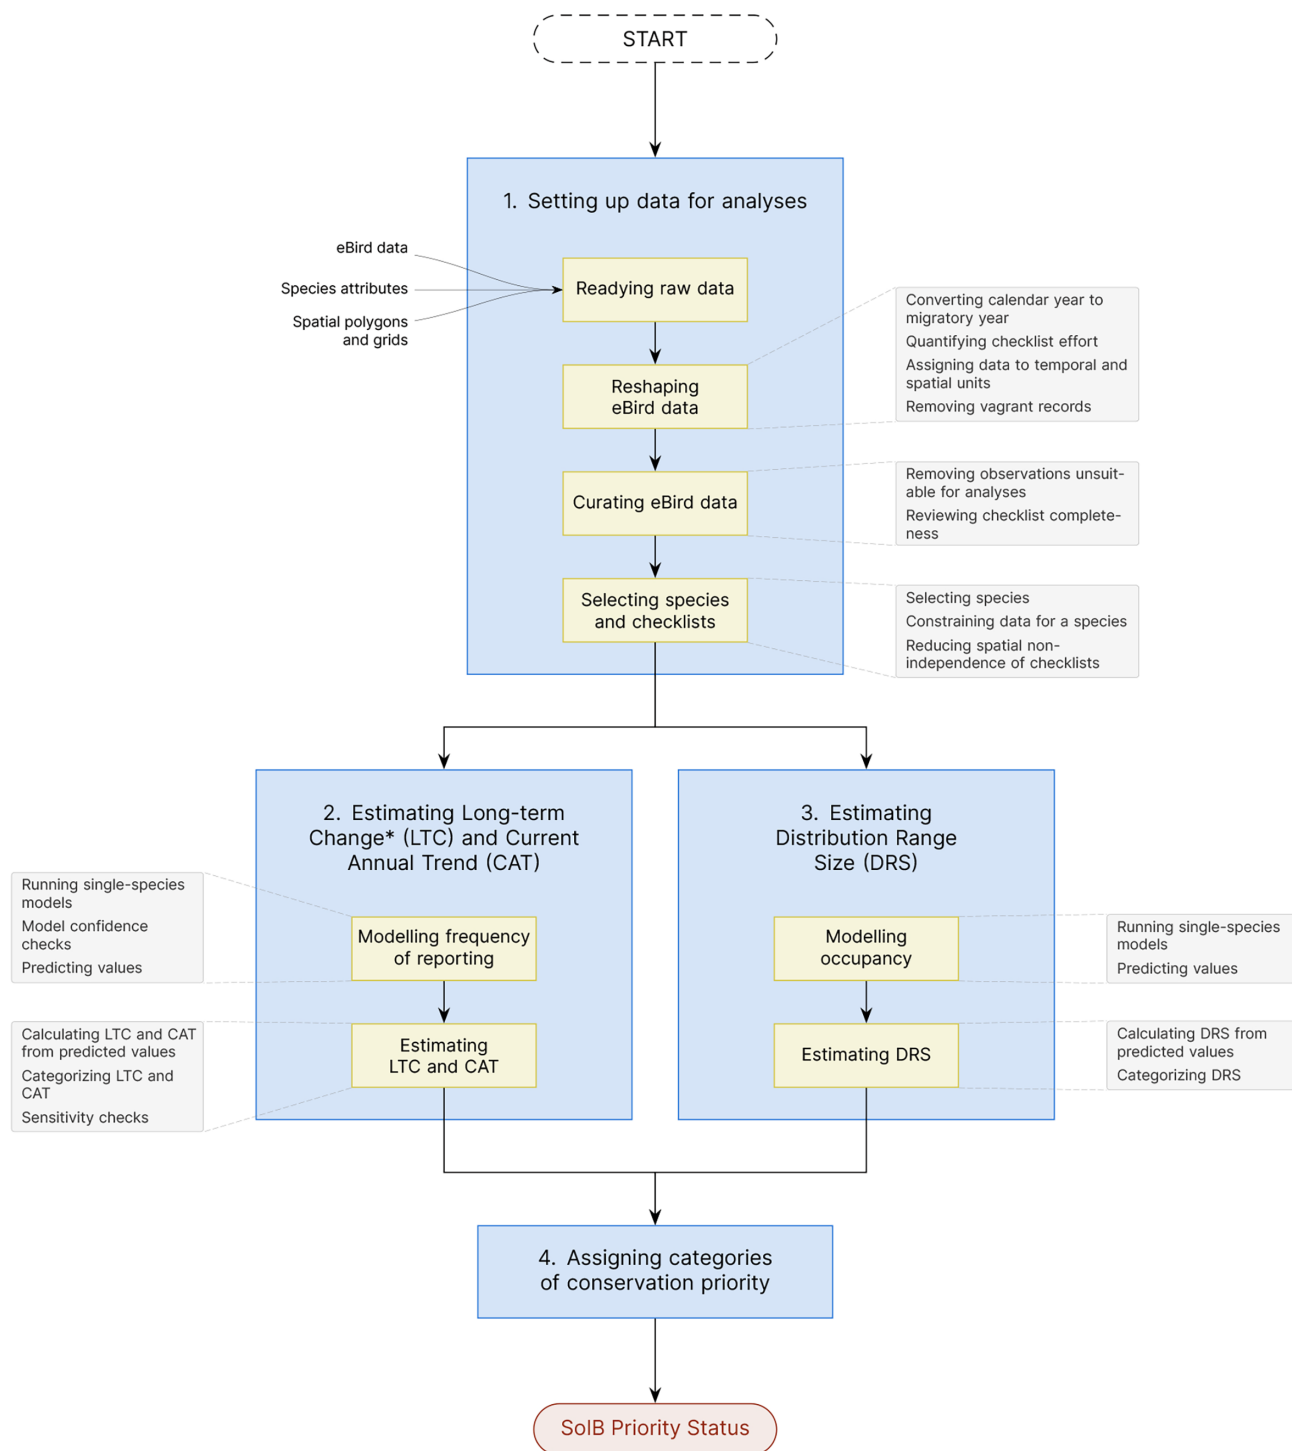 START
1. Setting up data for analyses
eBird data
Species attributes
Spatial polygons
and grids
Readying raw data
Reshaping
eBird data
Converting calendar year to
migratory year
Quantifying checklist effort
Assigning data to temporal and
spatial units
Removing vagrant records
Curating eBird data
Removing observations unsuit-
able for analyses
Reviewing checklist complete-
ness
Selecting species
and checklists
Selecting species
Constraining data for a species
Reducing spatial non-
independence of checklists
2. Estimating Long-term
Change* (LTC) and Current
Annual Trend (CAT)
Running single-species
models
Model confidence
checks
Predicting values
Modelling frequency
of reporting
Calculating LTC and CAT
from predicted values
Categorizing LTC and
CAT
Sensitivity checks
Estimating
LTC and CAT
3. Estimating
Distribution Range
Size (DRS)
Modelling
occupancy
Running single-species
models
Predicting values
Estimating DRS
Calculating DRS from
predicted values
Categorizing DRS
4. Assigning categories
of conservation priority
SoIB Priority Status